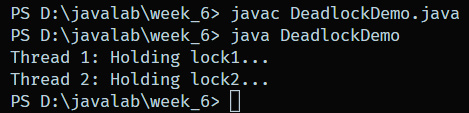 PS D:\javalab\week_6> javac DeadlockDemo.java
PS D:\javalab\week_6> java DeadlockDemo
Thread 1: Holding lock1...
Thread 2: Holding lock2...
PS D:\javalab\week_6>